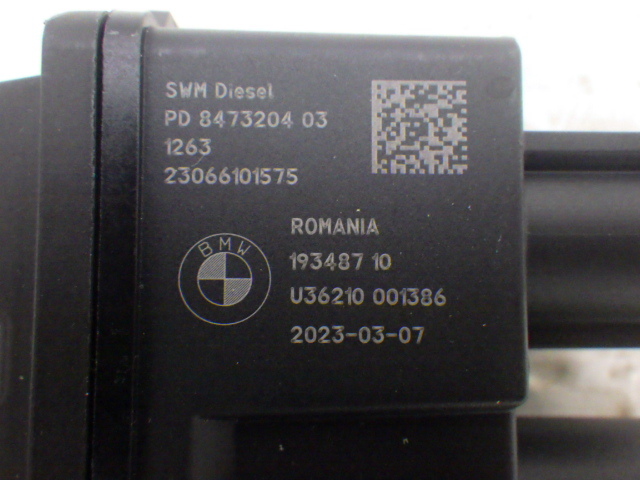 SWM Diesel
PD 8473204 03
1263
23066101575
ROMANIA
BMW
193487 10
U36210 001386
2023-03-07